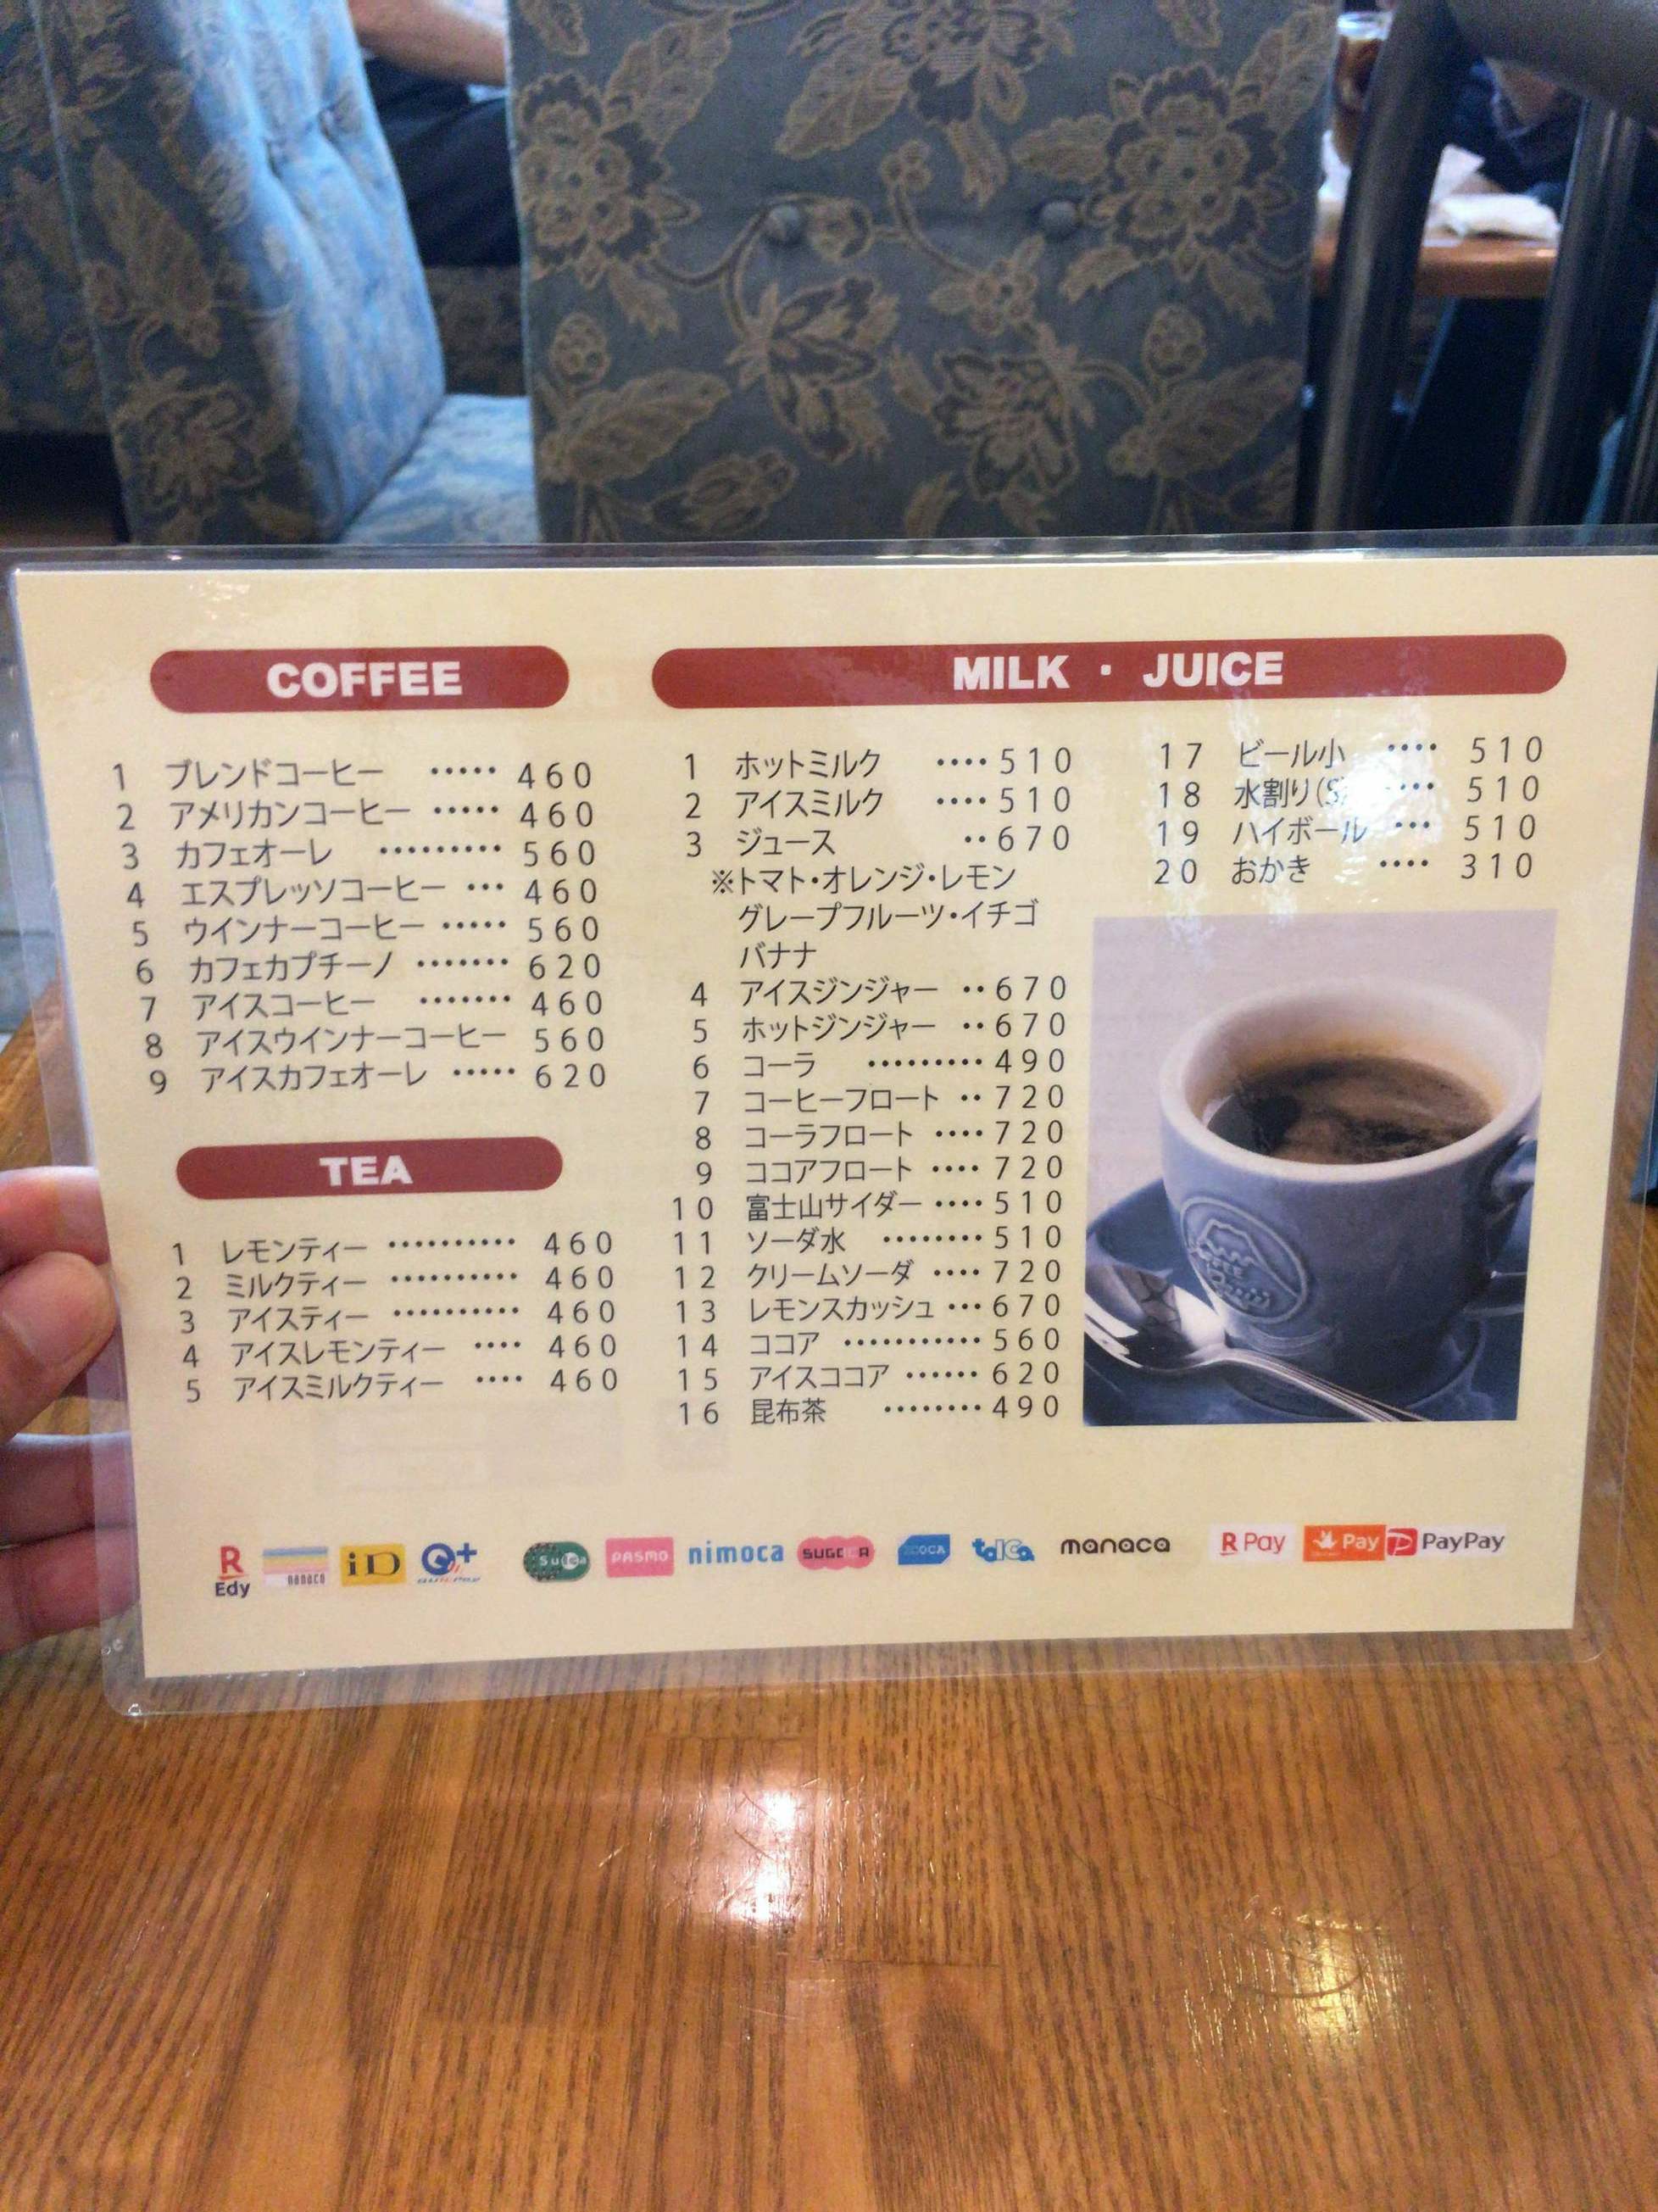 COFFEE
1 ブレンドコーヒー ‥‥‥ 460
2 アメリカンコーヒー ‥‥‥ 460
3 カフェオーレ ‥‥‥‥‥ 560
4 エスプレッソコーヒー ‥‥ 460
5 ウインナーコーヒー ‥‥‥ 560
6 カフェカプチーノ ‥‥‥‥ 620
7 アイスコーヒー ‥‥‥‥ 460
8 アイスウインナーコーヒー 560
9 アイスカフェオーレ ‥‥‥ 620
TEA
1 レモンティー ‥‥‥‥‥ 460
2 ミルクティー ‥‥‥‥‥ 460
3 アイスティー ‥‥‥‥‥ 460
4 アイスレモンティー ‥‥ 460
5 アイスミルクティー ‥‥ 460
MILK・JUICE
1 ホットミルク ‥‥510
2 アイスミルク ‥‥510
3 ジュース ‥670
※トマト・オレンジ・レモン
グレープフルーツ・イチゴ
バナナ
4 アイスジンジャー ‥670
5 ホットジンジャー ‥670
6 コーラ ‥‥‥‥‥490
7 コーヒーフロート ‥720
8 コーラフロート ‥‥720
9 ココアフロート ‥‥720
10 富士山サイダー ‥‥510
11 ソーダ水 ‥‥‥‥510
12 クリームソーダ ‥‥720
13 レモンスカッシュ …670
14 ココア ‥‥‥‥‥‥560
15 アイスココア ‥‥‥620
16 昆布茶 ‥‥‥‥490
17 ビール小 ‥‥ 510
18 水割り(S ‥‥ 510
19 ハイボール … 510
20 おかき ‥‥ 310
R Edy nanaco iD Q+ QUICPay Suica PASMO nimoca SUGOCA ICOCA toICa manaca R Pay Pay PayPay